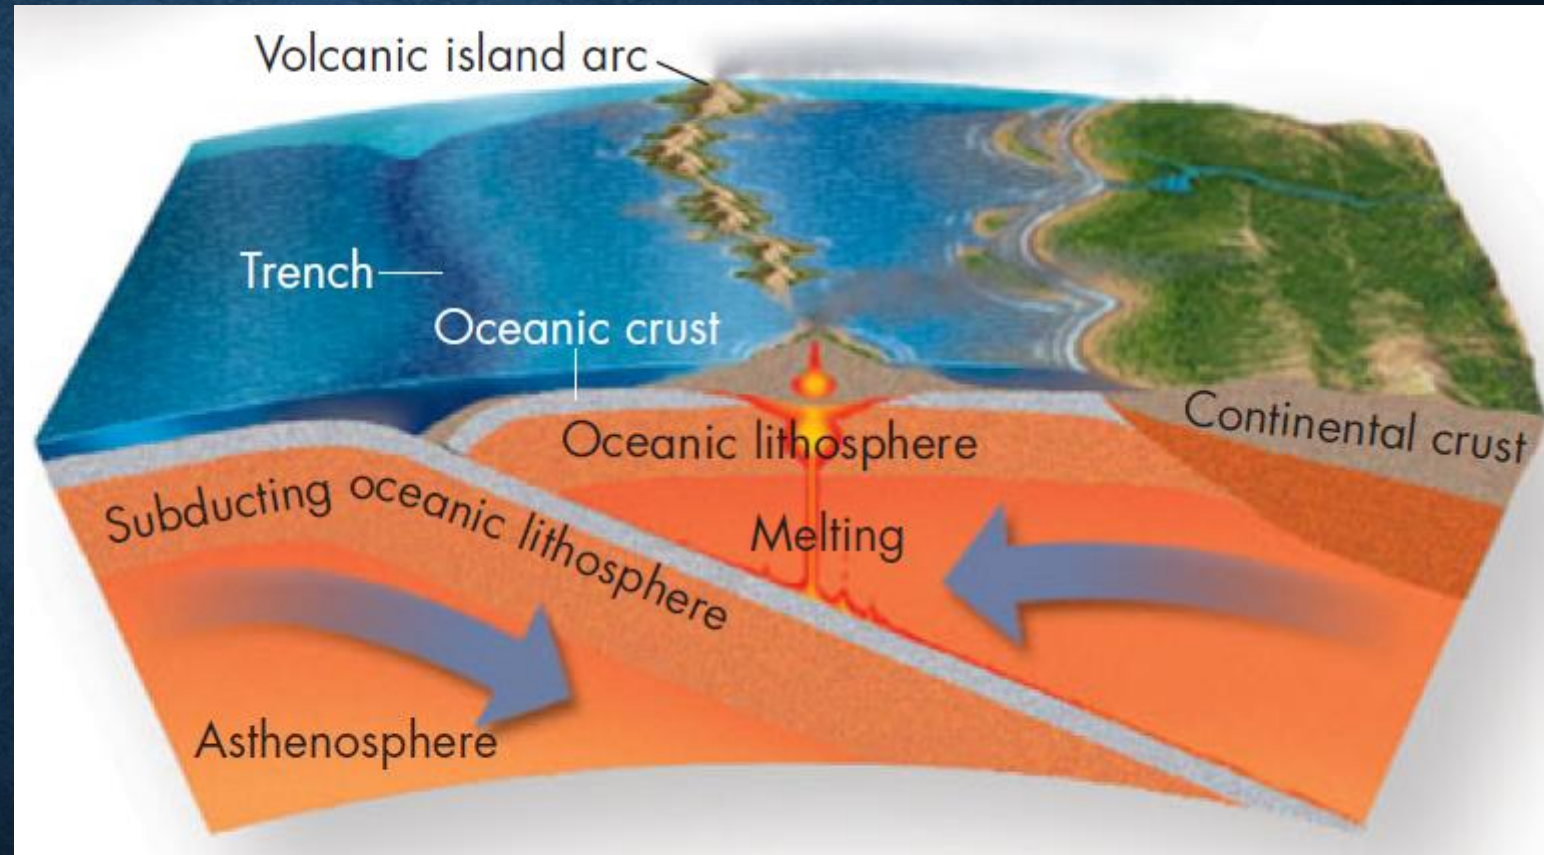 Volcanic island arc
Trench
Oceanic crust
Continental crust
Oceanic lithosphere
Subducting oceanic lithosphere
Melting
Asthenosphere